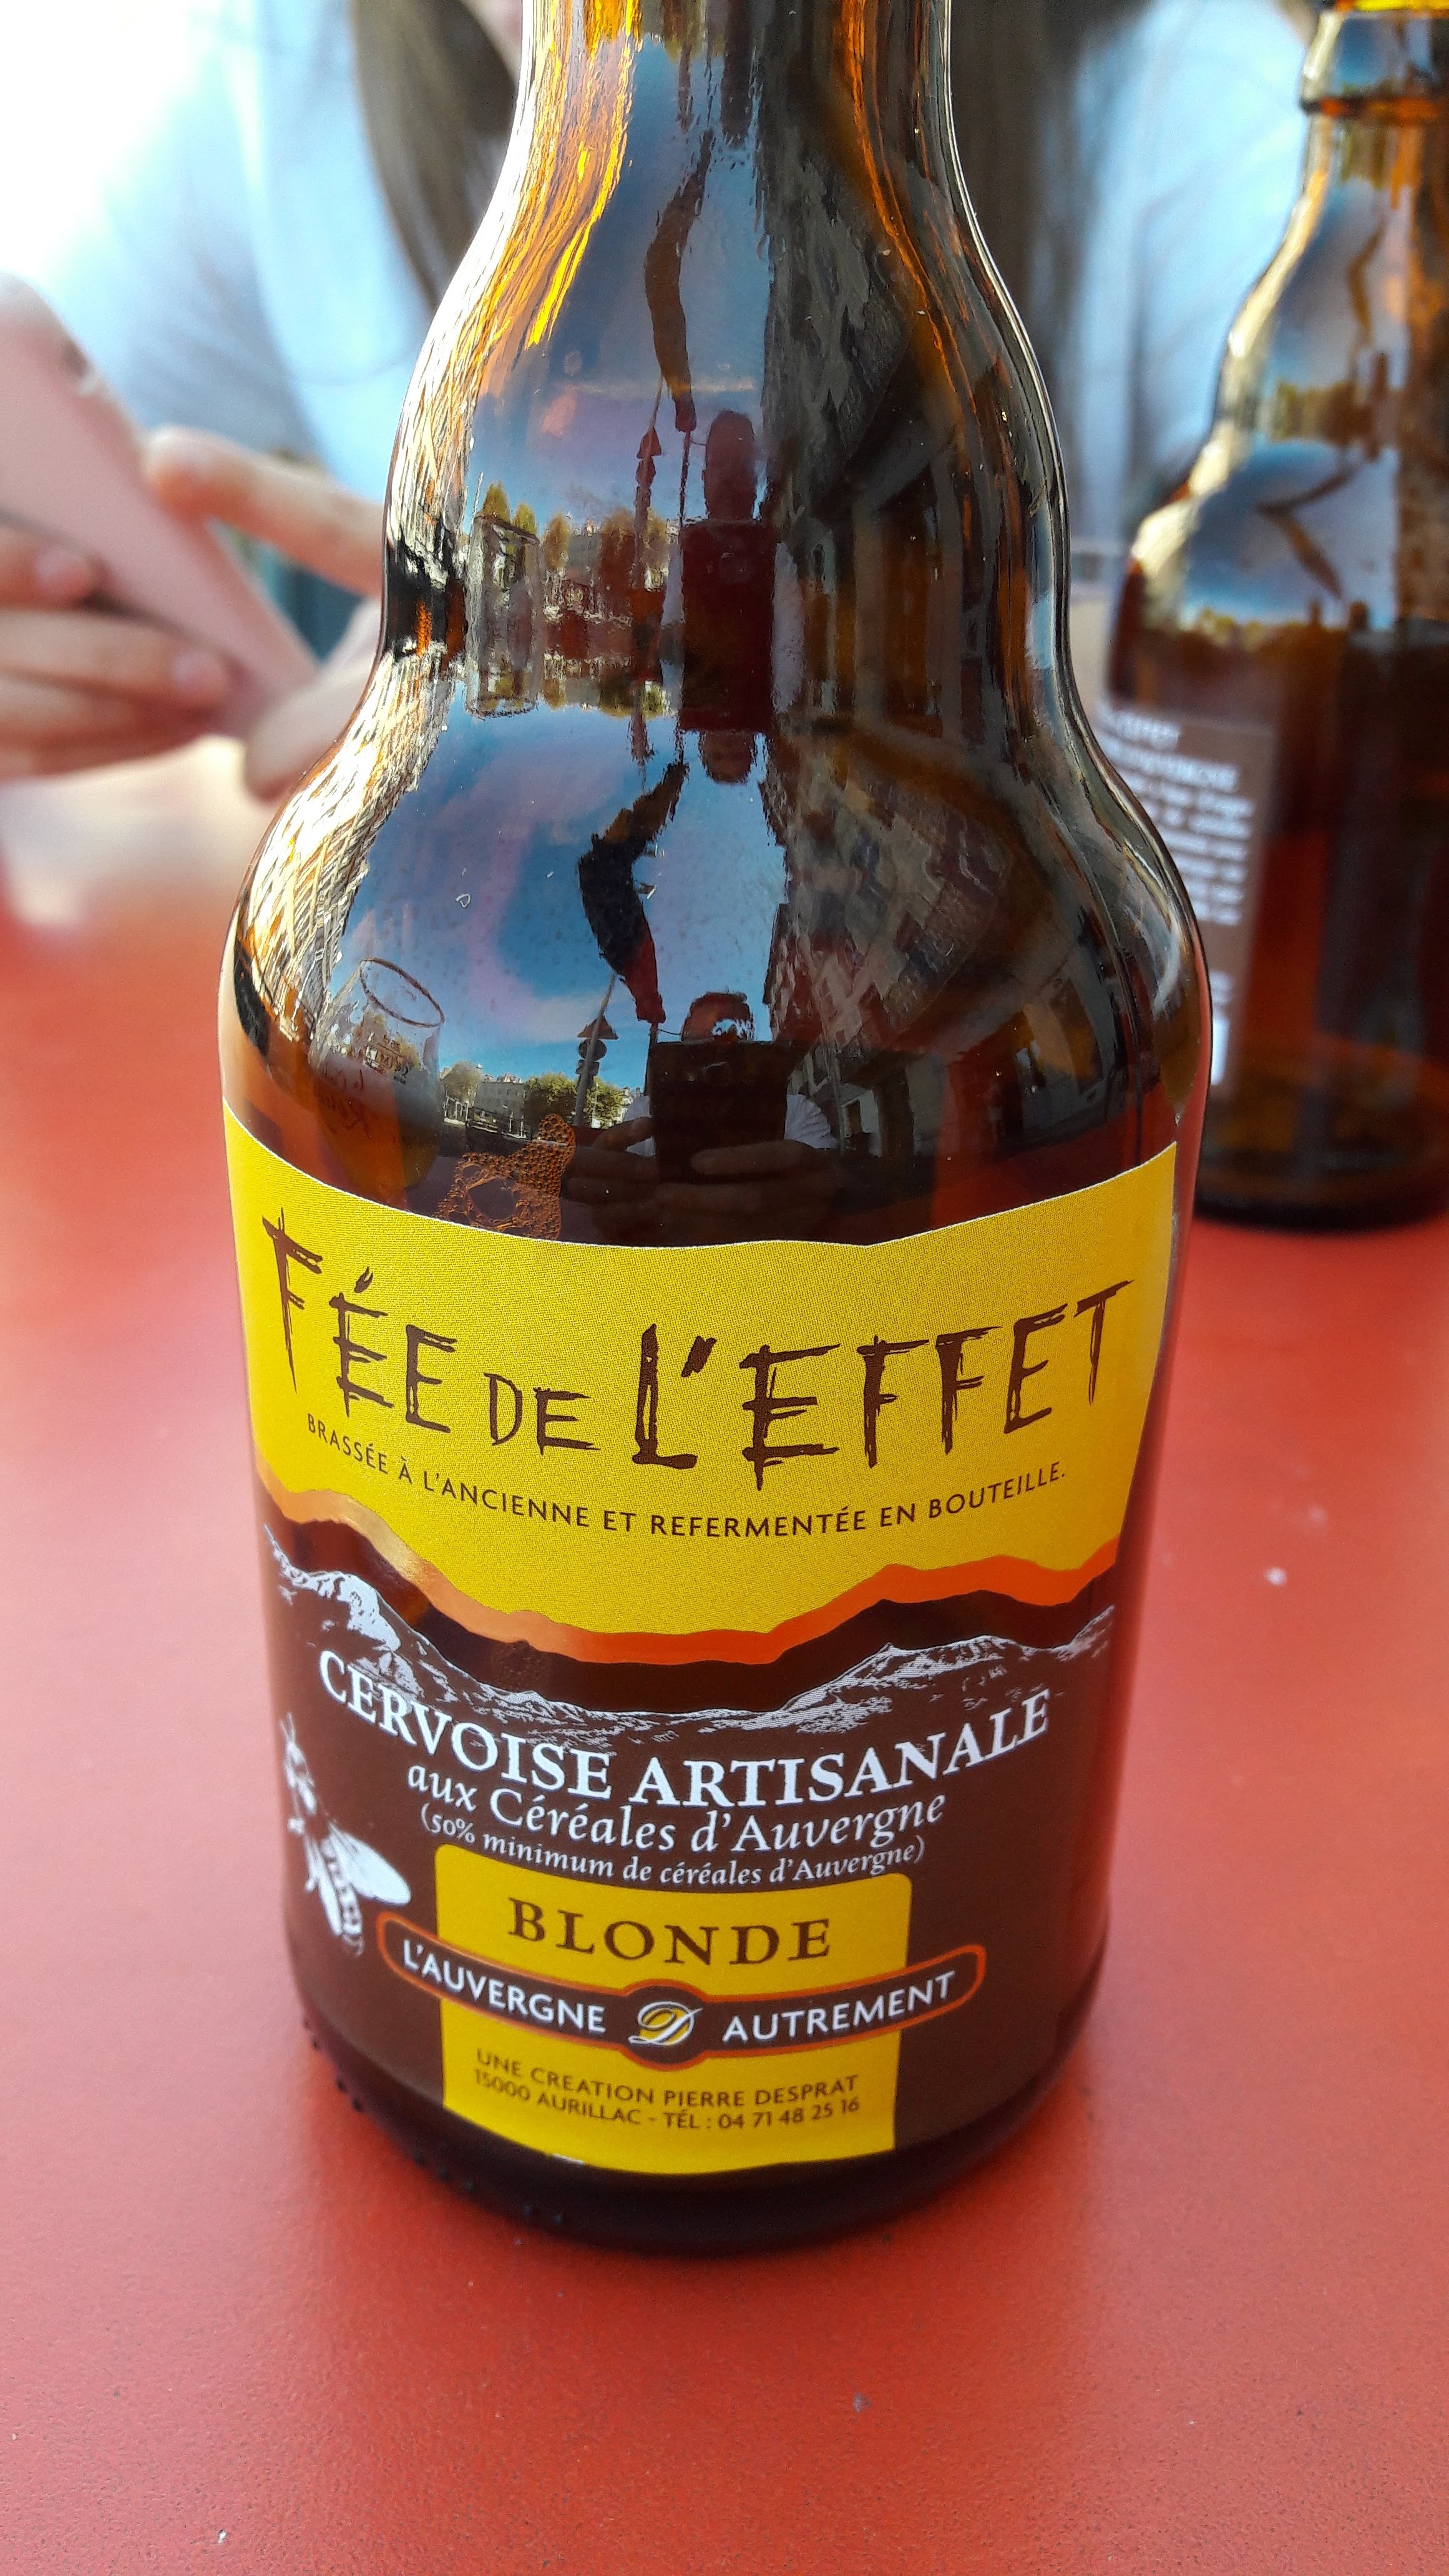 FÉE DE L'EFFET
BRASSÉE À L'ANCIENNE ET REFERMENTÉE EN BOUTEILLE.
CERVOISE ARTISANALE
aux Céréales d'Auvergne
(50% minimum de céréales d'Auvergne)
BLONDE
L'AUVERGNE D AUTREMENT
UNE CREATION PIERRE DESPRAT
15000 AURILLAC - TÉL : 04 71 48 25 16